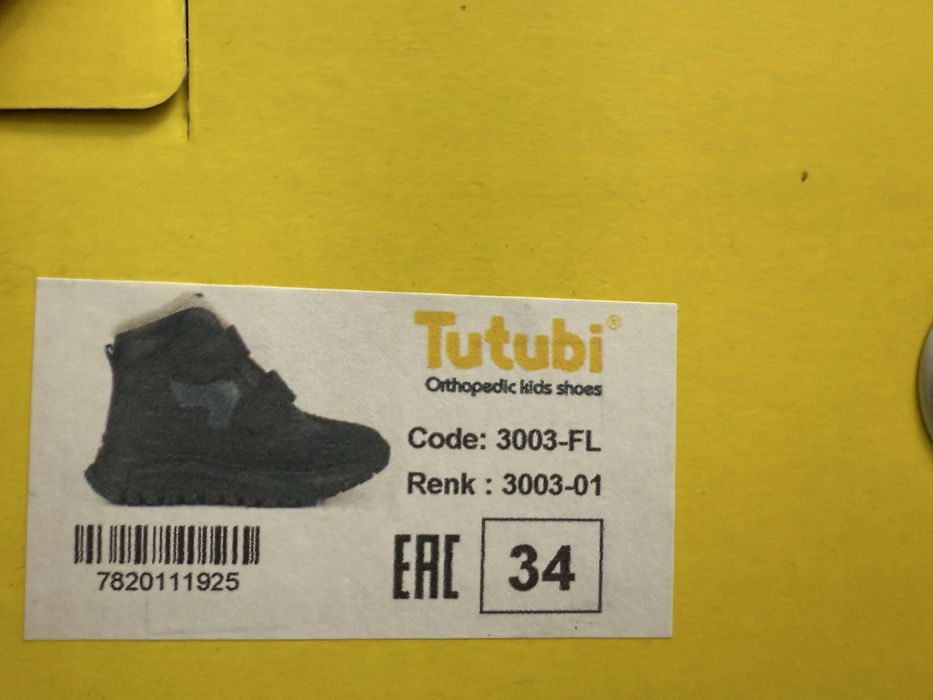 Tutubi®
Orthopedic kids shoes
Code: 3003-FL
Renk : 3003-01
EAC
34
7820111925